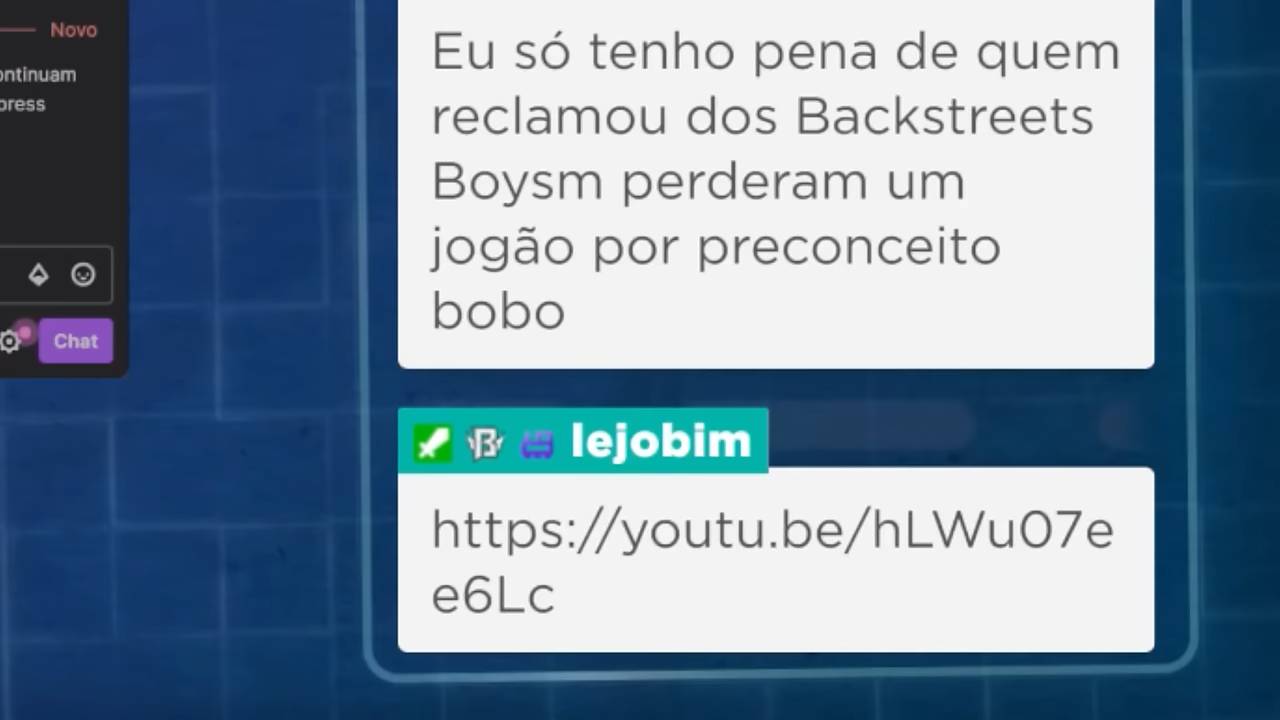 Novo
ontinuam
press
Chat
Eu só tenho pena de quem
reclamou dos Backstreets
Boysm perderam um
jogão por preconceito
bobo
lejobim
https://youtu.be/hLWu07e
e6Lc